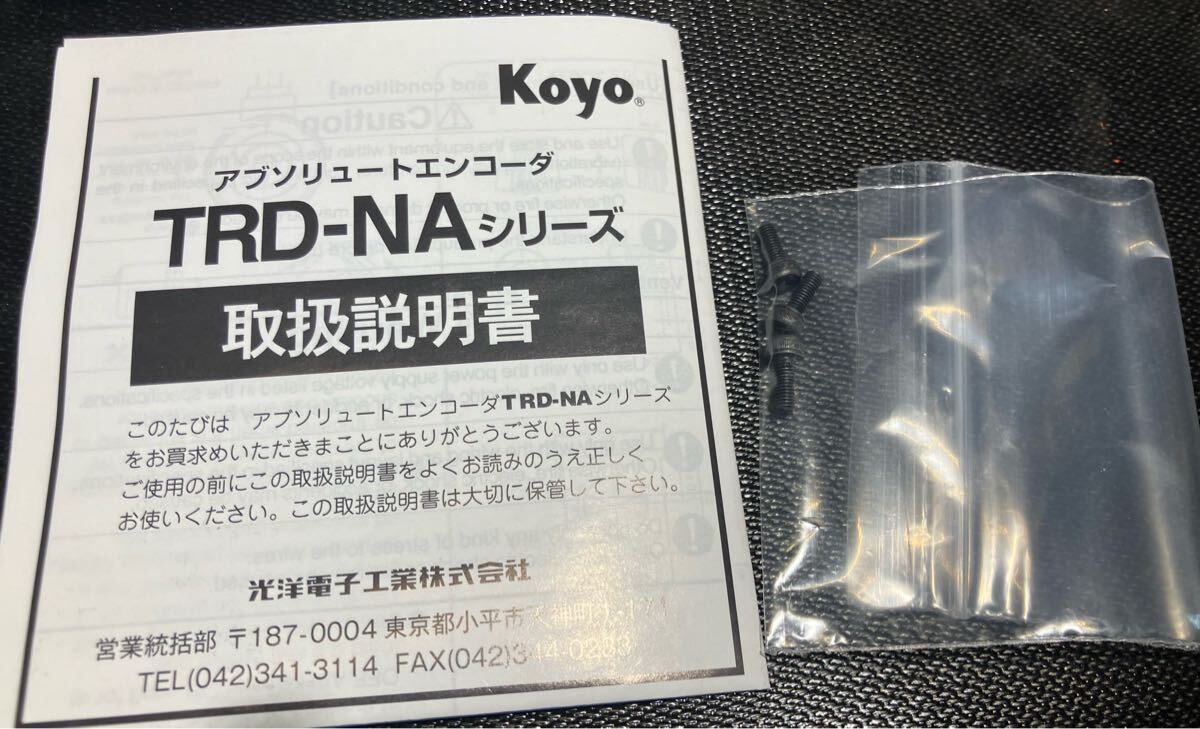 Koyo®
アブソリュートエンコーダ
TRD-NAシリーズ
取扱説明書
このたびは アブソリュートエンコーダTRD-NAシリーズ
をお買求めいただきまことにありがとうございます。
ご使用の前にこの取扱説明書をよくお読みのうえ正しく
お使いください。この取扱説明書は大切に保管して下さい。
光洋電子工業株式会社
営業統括部 〒187-0004 東京都小平市天神町1-171
TEL(042)341-3114 FAX(042)344-0233